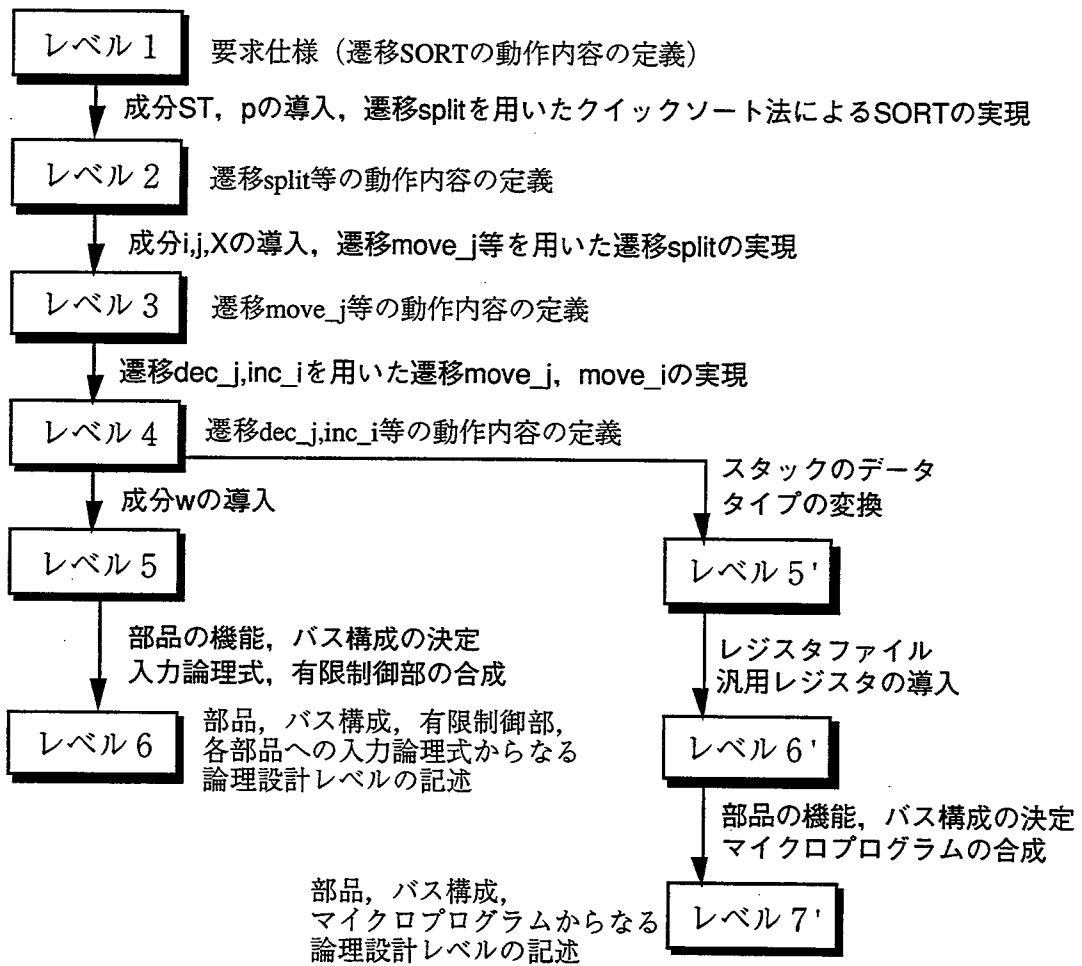 レベル 1
要求仕様（遷移SORTの動作内容の定義）
成分ST，pの導入，遷移splitを用いたクイックソート法によるSORTの実現
レベル 2
遷移split等の動作内容の定義
成分i,j,Xの導入，遷移move_j等を用いた遷移splitの実現
レベル 3
遷移move_j等の動作内容の定義
遷移dec_j,inc_iを用いた遷移move_j，move_iの実現
レベル 4
遷移dec_j,inc_i等の動作内容の定義
成分wの導入
スタックのデータ
タイプの変換
レベル 5
レベル 5'
部品の機能，バス構成の決定
入力論理式，有限制御部の合成
レジスタファイル
汎用レジスタの導入
レベル 6
部品，バス構成，有限制御部，
各部品への入力論理式からなる
論理設計レベルの記述
レベル 6'
部品の機能，バス構成の決定
マイクロプログラムの合成
部品，バス構成，
マイクロプログラムからなる
論理設計レベルの記述
レベル 7'